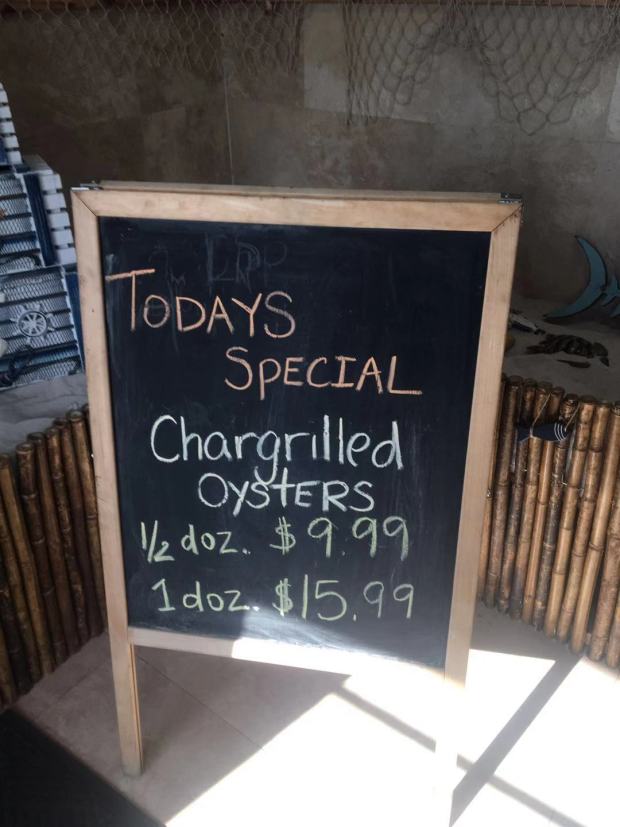 TODAYS
SPECIAL
Chargrilled
OYSTERS
1/2 doz. $9.99
1 doz. $15.99